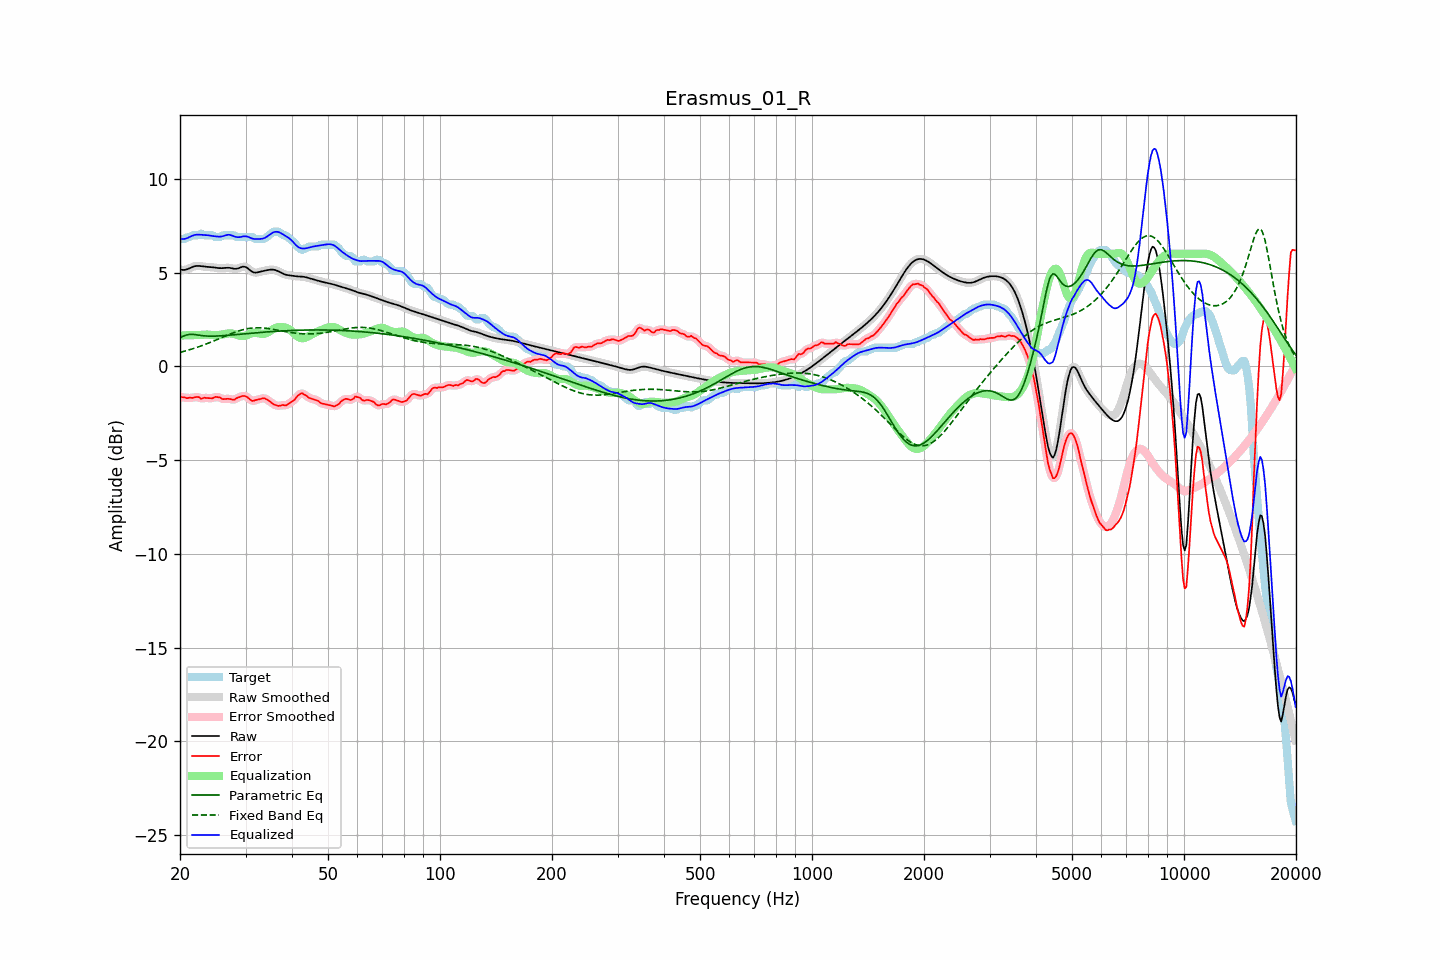 Erasmus_01_R
Amplitude (dBr)
10
5
0
−5
−10
−15
−20
−25
Target
Raw Smoothed
Error Smoothed
Raw
Error
Equalization
Parametric Eq
Fixed Band Eq
Equalized
20 50 100 200 500 1000 2000 5000 10000 20000
Frequency (Hz)